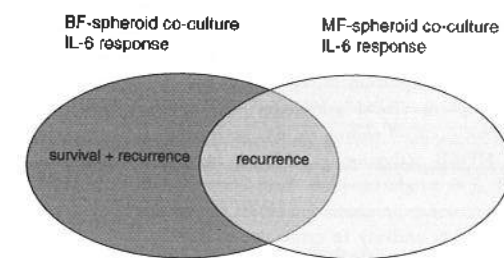 BF-spheroid co-culture
IL-6 response
MF-spheroid co-culture
IL-6 response
survival + recurrence
recurrence